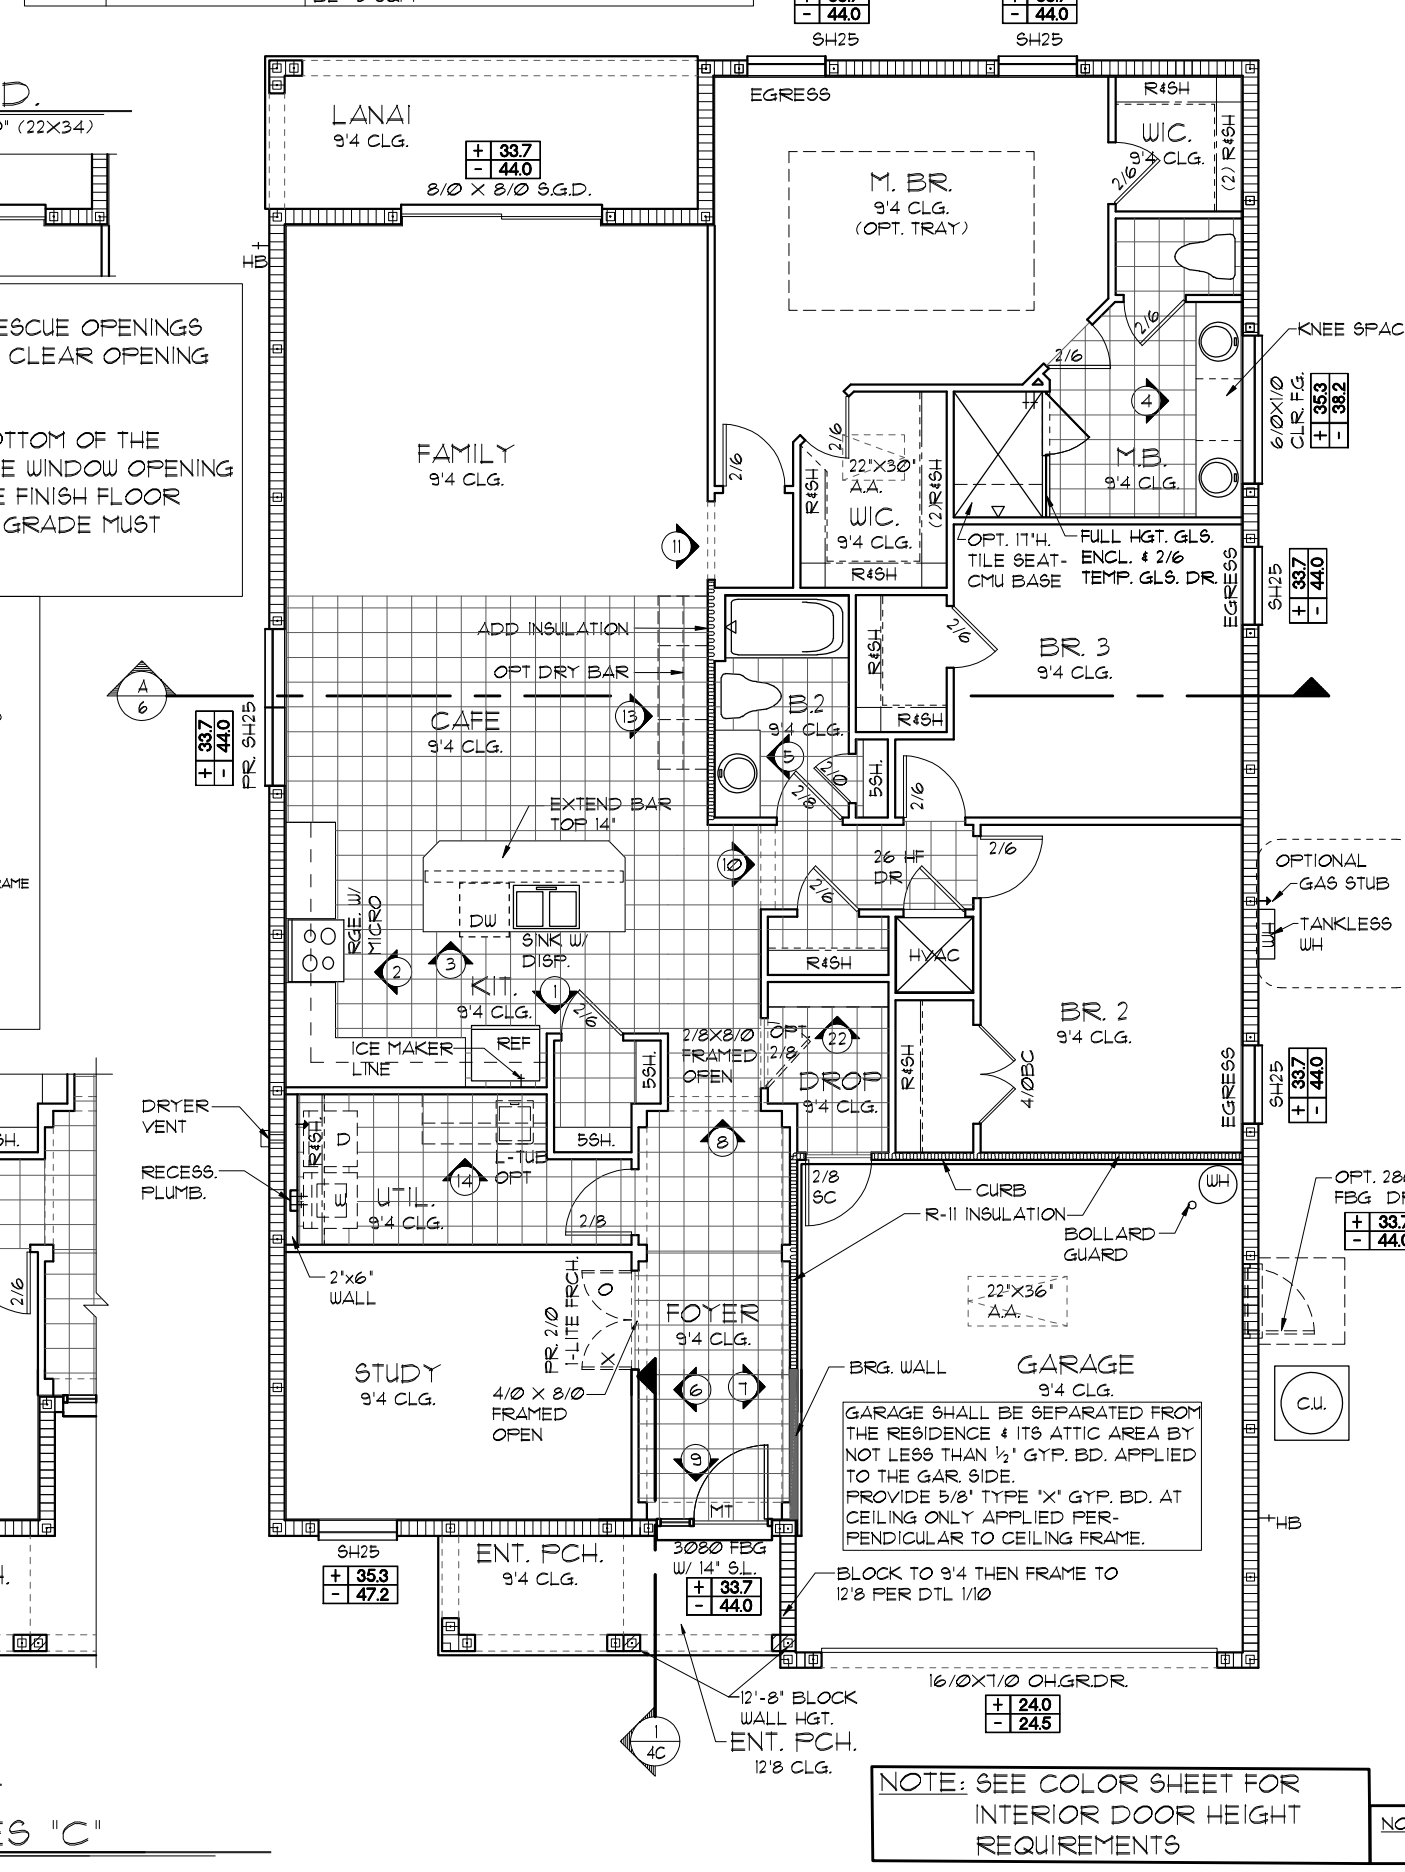 44.0
- 44.0
SH25
SH25
D.
(22X34)
LANAI
9'4 CLG.
+ 33.7
- 44.0
8/0 X 8/0 S.G.D.
EGRESS
R&SH
WIC.
9'4 CLG.
(2) R&SH
2/6
M. BR.
9'4 CLG.
(OPT. TRAY)
HB
ESCUE OPENINGS
CLEAR OPENING
OTTOM OF THE
E WINDOW OPENING
E FINISH FLOOR
GRADE MUST
2/6
2/6
KNEE SPAC
6/0X1/0
CLR. F.G.
+ 35.3
- 38.2
4
M.B.
9'4 CLG.
FAMILY
9'4 CLG.
2/6
2/6
22"X30"
A.A.
R&SH
WIC.
9'4 CLG.
(2)R&SH
R&SH
11
OPT. 17"H.
TILE SEAT-
CMU BASE
FULL HGT. GLS.
ENCL. & 2/6
TEMP. GLS. DR.
EGRESS
SH25
+ 33.7
- 44.0
ADD INSULATION
OPT DRY BAR
R&SH
R&SH
2/6
BR. 3
9'4 CLG.
A
6
CAFE
9'4 CLG.
13
B.2
9'4 CLG.
5
2/0
5SH.
2/8
2/6
+ 33.7
- 44.0
PR. SH25
EXTEND BAR
TOP 14"
10
26 HF
DR
2/6
2/6
OPTIONAL
GAS STUB
TANKLESS
WH
RAME
RGE. W/
MICRO
DW
SINK W/
DISP.
2
3
1
KIT.
9'4 CLG.
2/6
R&SH
HVAC
BR. 2
9'4 CLG.
ICE MAKER
LINE
REF
5SH.
2/8X8/0
FRAMED
OPEN
OPT.
2/8
22
DROP
9'4 CLG.
R&SH
4/0BC
EGRESS
SH25
+ 33.7
- 44.0
DRYER
VENT
SH.
R&SH.
D
5SH.
8
RECESS.
PLUMB.
L-TUB
OPT
14
W
UTIL.
9'4 CLG.
2/8
2/8
SC
CURB
R-11 INSULATION
WH
BOLLARD
GUARD
OPT. 28
FBG
+ 33.7
- 44.0
2/6
2"x6"
WALL
PR. 2/0
1-LITE FRCH.
O
X
FOYER
9'4 CLG.
22"X36"
A.A.
STUDY
9'4 CLG.
4/0 X 8/0
FRAMED
OPEN
6
7
9
BRG. WALL
GARAGE
9'4 CLG.
C.U.
GARAGE SHALL BE SEPARATED FROM
THE RESIDENCE & ITS ATTIC AREA BY
NOT LESS THAN ½" GYP. BD. APPLIED
TO THE GAR. SIDE.
PROVIDE 5/8" TYPE "X" GYP. BD. AT
CEILING ONLY APPLIED PER-
PENDICULAR TO CEILING FRAME.
MT
HB
SH25
+ 35.3
- 47.2
ENT. PCH.
9'4 CLG.
3080 FBG
W/ 14" S.L.
+ 33.7
- 44.0
BLOCK TO 9'4 THEN FRAME TO
12'8 PER DTL 1/10
16/0X7/0 OH.GR.DR.
+ 24.0
- 24.5
12'-8" BLOCK
WALL HGT.
ENT. PCH.
12'8 CLG.
1
4C
NOTE: SEE COLOR SHEET FOR
INTERIOR DOOR HEIGHT
REQUIREMENTS
NO
ES "C"